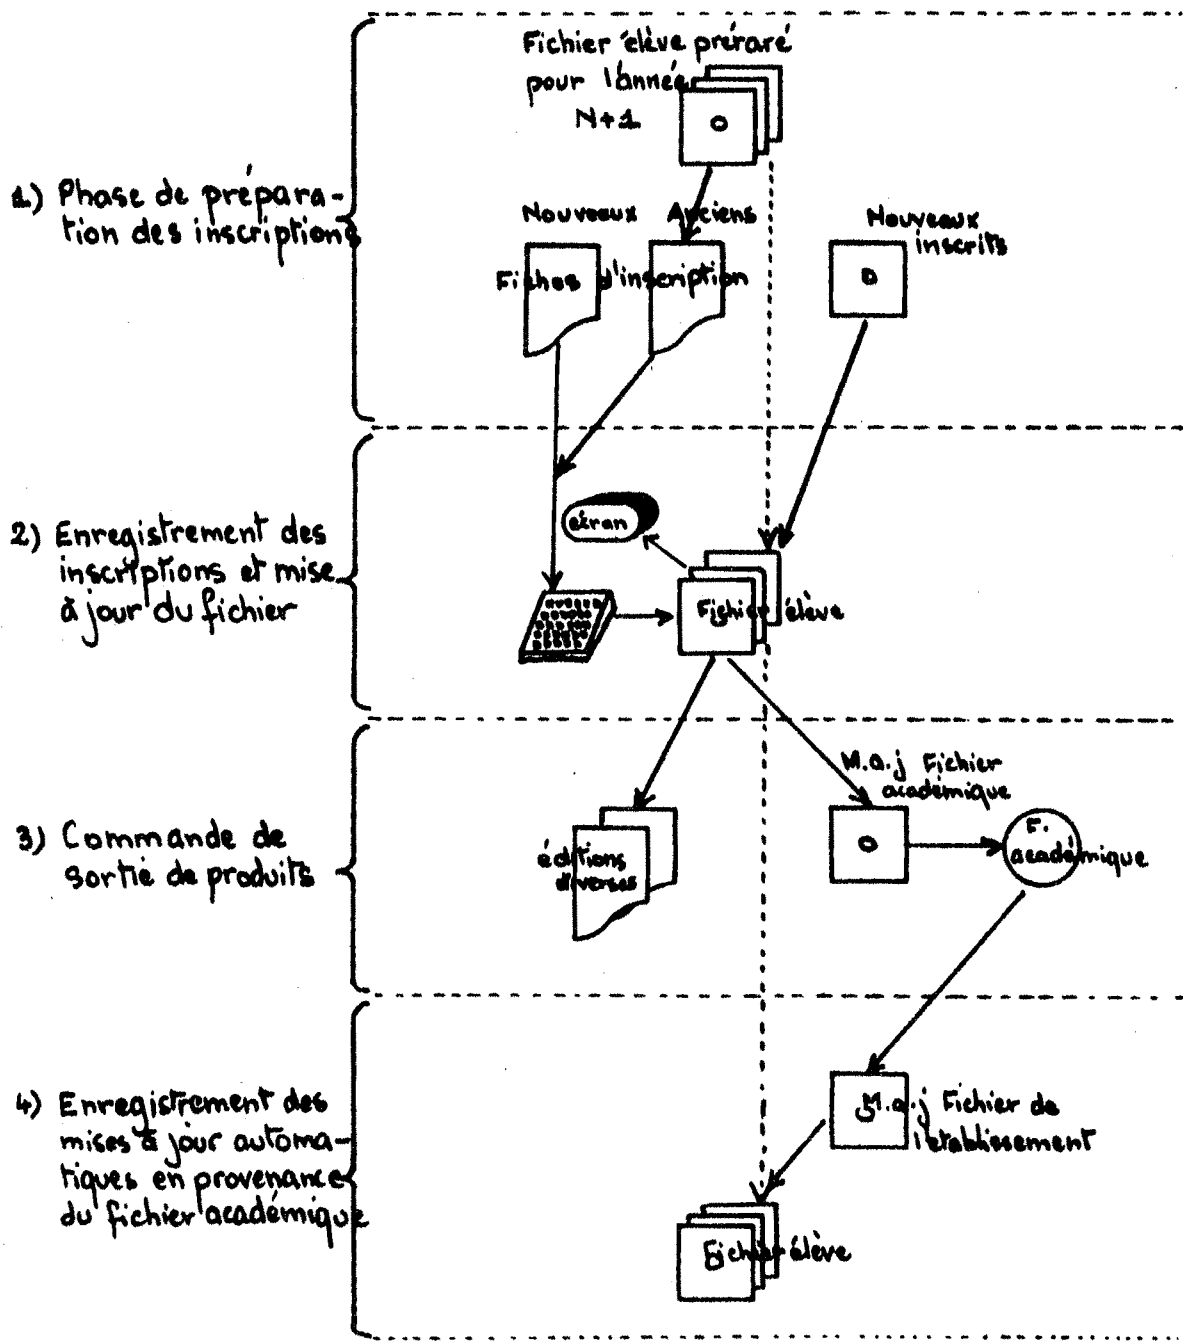 Fichier élève préraré
pour l'année
N+1
1) Phase de prépara-
tion des inscriptions
Nouveaux Anciens
Nouveaux
inscrits
Fiches d'inscription
2) Enregistrement des
inscriptions et mise
à jour du fichier
écran
Fichier élève
3) Commande de
sortie de produits
éditions
diverses
M.a.j Fichier
académique
F.
académique
4) Enregistrement des
mises à jour automa-
tiques en provenance
du fichier académique
M.a.j Fichier de
l'etablissement
Fichier élève